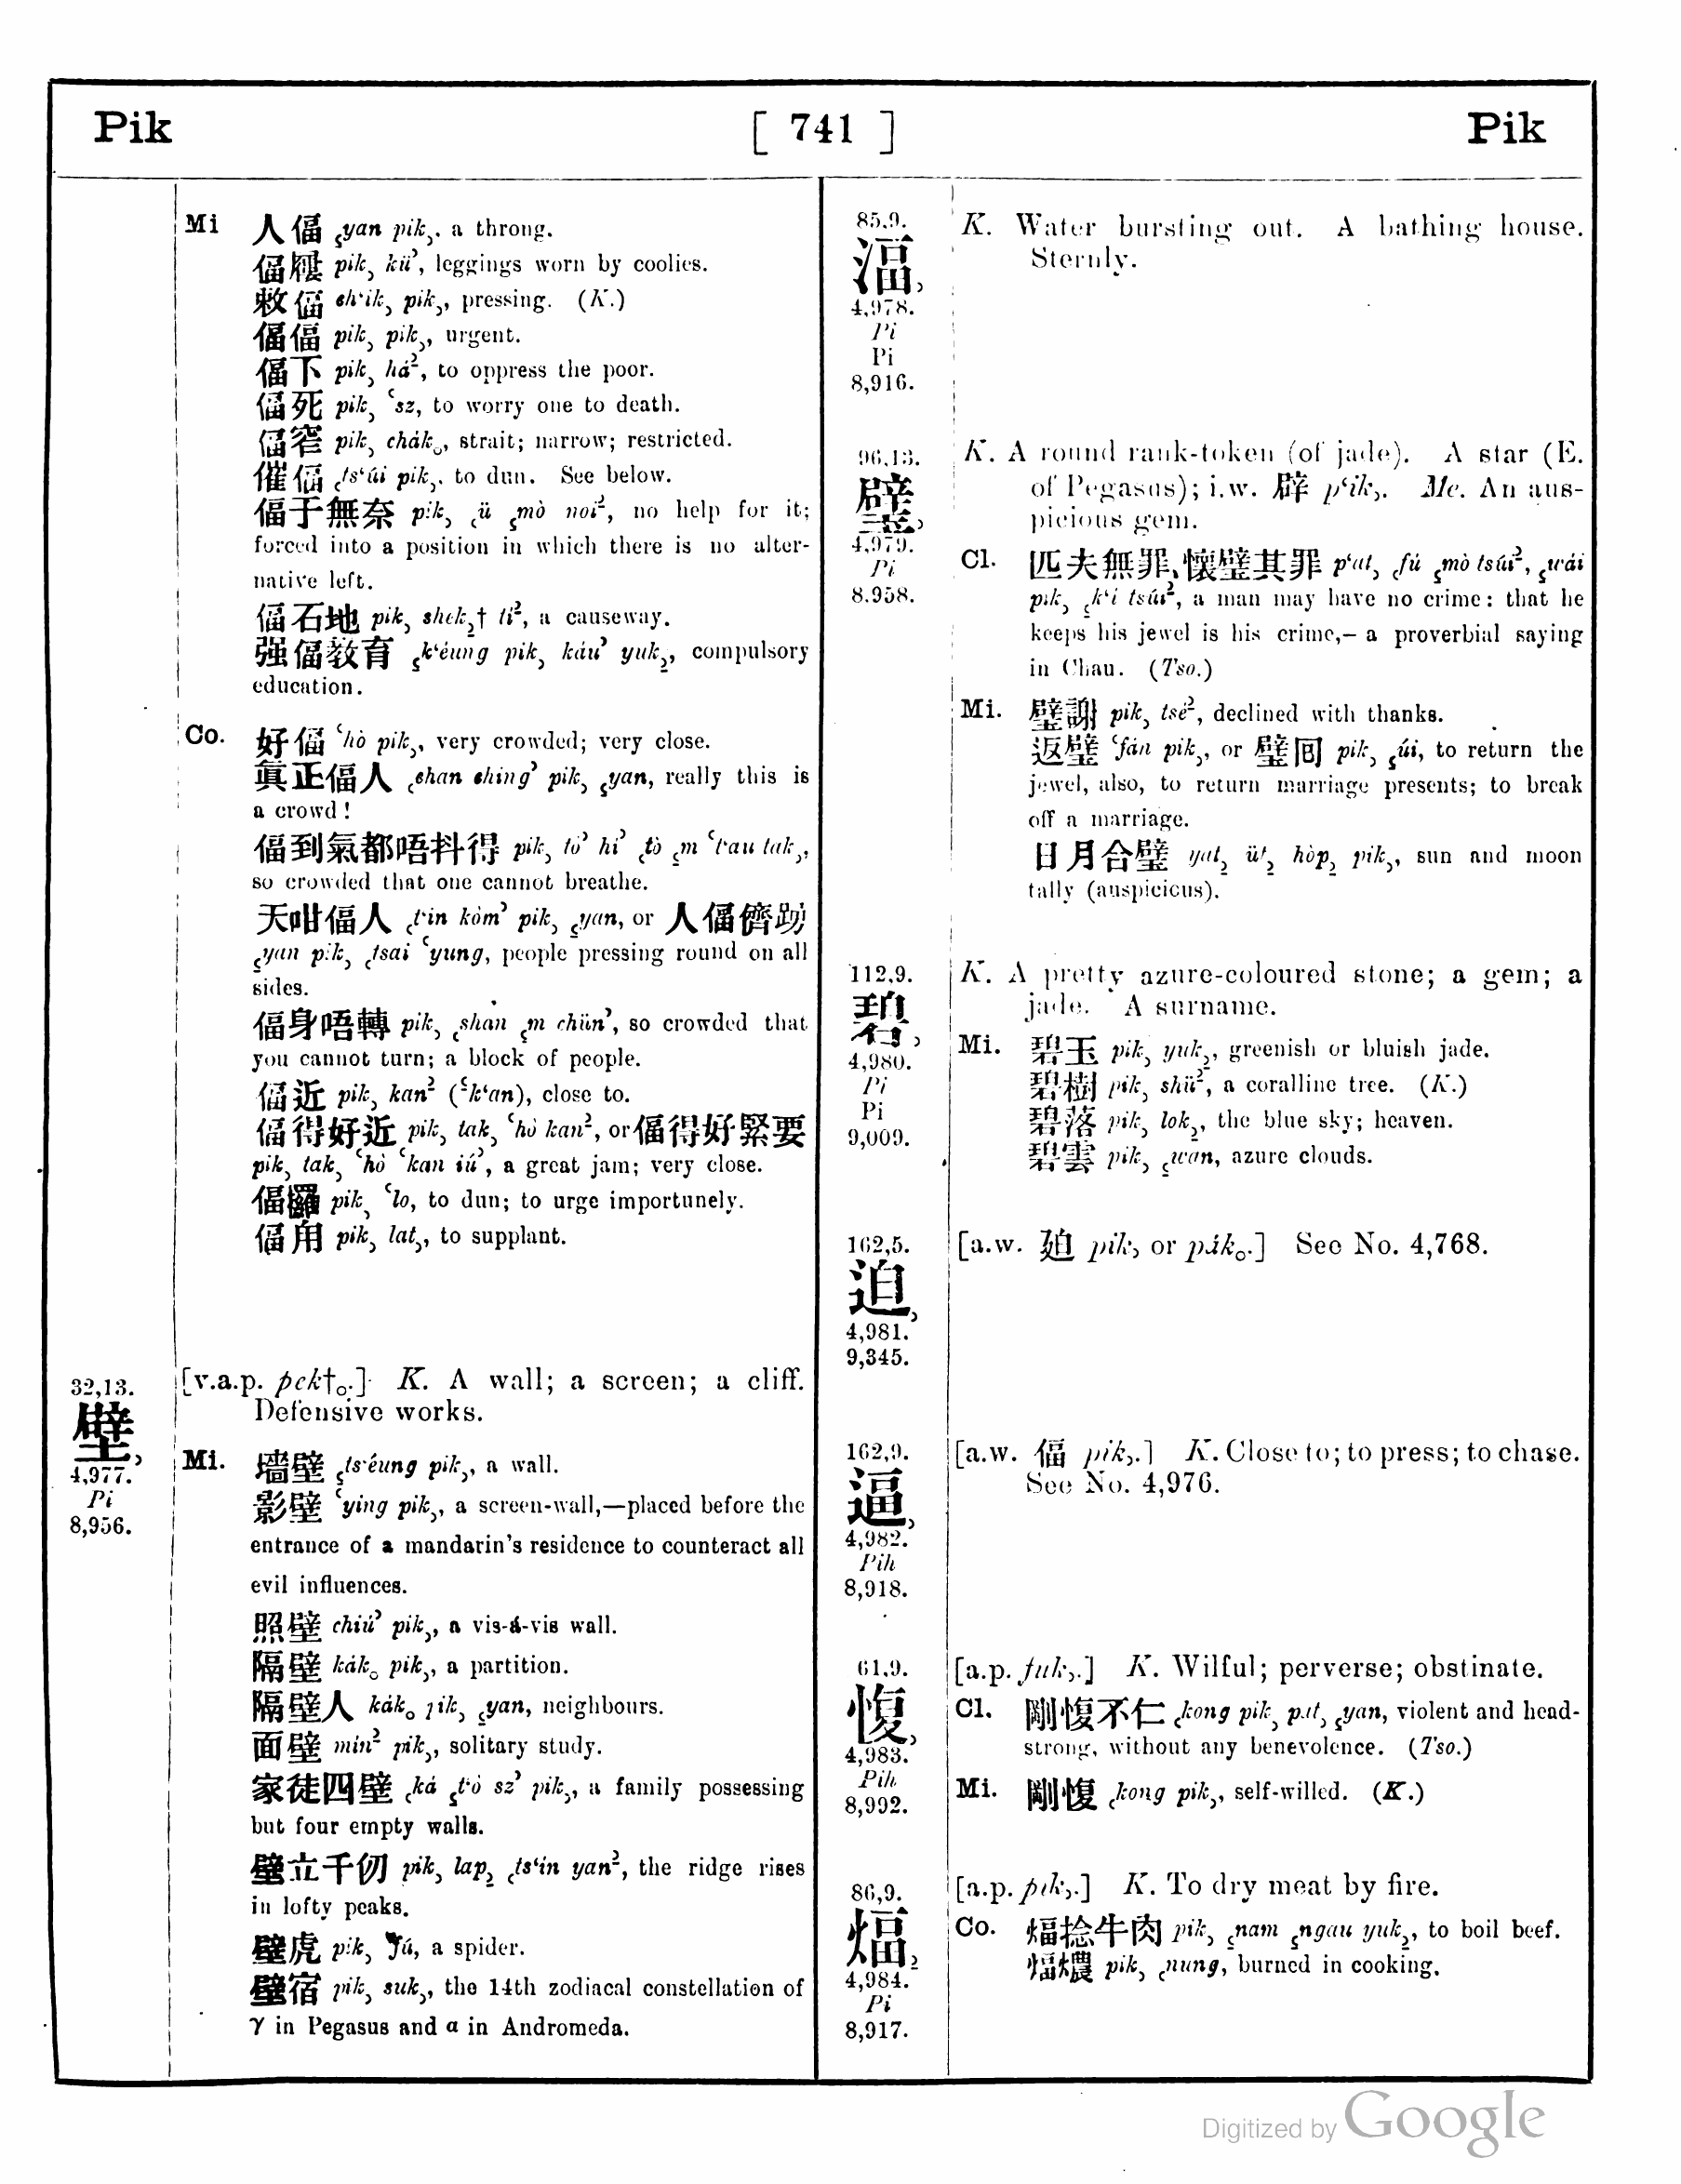 Pik [ 741 ] Pik
Mi 人偪 ꜁yan pik꜆, a throng.
偪屨 pik꜆ kü꜄, leggings worn by coolies.
敕偪 ch‘ik꜆ pik꜆, pressing. (K.)
偪偪 pik꜆ pik꜆, urgent.
偪下 pik꜆ há꜅, to oppress the poor.
偪死 pik꜆ ꜂sz, to worry one to death.
偪窄 pik꜆ chákₒ, strait; narrow; restricted.
催偪 ꜀ts‘úi pik꜆, to dun. See below.
偪于無奈 pik꜆ ꜀ü ꜁mò noi꜅, no help for it;
forced into a position in which there is no alter-
native left.
偪石地 pik꜆ shek꜇† ti꜅, a causeway.
强偪教育 ꜁k‘éung pik꜆ káu꜄ yuk꜇, compulsory
education.
Co. 好偪 ꜂hò pik꜆, very crowded; very close.
眞正偪人 ꜀chan ching꜄ pik꜆ ꜁yan, really this is
a crowd!
偪到氣都唔抖得 pik꜆ tò꜄ hi꜄ ꜀tò ꜁m ꜂t‘au tak꜆,
so crowded that one cannot breathe.
天咁偪人 ꜀t‘in kòm꜄ pik꜆ ꜁yan, or 人偪儕
꜁yan pik꜆ ꜀tsai ꜂yung, people pressing round on all
sides.
偪身唔轉 pik꜆ ꜀shan ꜁m chün꜄, so crowded that
you cannot turn; a block of people.
偪近 pik꜆ kan꜅ (꜃k‘an), close to.
偪得好近 pik꜆ tak꜆ ꜂hò kan꜅, or 偪得好緊要
pik꜆ tak꜆ ꜂hò ꜂kan iú꜄, a great jam; very close.
偪 pik꜆ ꜂lo, to dun; to urge importunely.
偪甪 pik꜆ lat꜆, to supplant.
32,13.
壁꜆
4,977.
Pi
8,956.
[v.a.p. pek†ₒ.] K. A wall; a screen; a cliff.
Defensive works.
Mi. 墻壁 ꜁ts‘éung pik꜆, a wall.
影壁 ꜂ying pik꜆, a screen-wall,—placed before the
entrance of a mandarin's residence to counteract all
evil influences.
照壁 chiú꜄ pik꜆, a vis-á-vis wall.
隔壁 kákₒ pik꜆, a partition.
隔壁人 kákₒ pik꜆ ꜁yan, neighbours.
面壁 min꜅ pik꜆, solitary study.
家徒四壁 ꜀ká ꜁t‘ò sz꜄ pik꜆, a family possessing
but four empty walls.
壁立千仞 pik꜆ lap꜇ ꜀ts‘in yan꜅, the ridge rises
in lofty peaks.
壁虎 pik꜆ ꜂fú, a spider.
壁宿 pik꜆ suk꜆, the 14th zodiacal constellation of
γ in Pegasus and α in Andromeda.
85,9.
湢꜆
4,978.
Pi
Pi
8,916.
K. Water bursting out. A bathing house.
Sternly.
96,13.
璧꜆
4,979.
Pi
8,958.
K. A round rank-token (of jade). A star (E.
of Pegasus); i.w. 辟 p‘ik꜆. Me. An aus-
picious gem.
Cl. 匹夫無罪、懷璧其罪 p‘at꜆ ꜀fú ꜁mò tsúi꜅, ꜁wái
pik꜆ ꜁k‘i tsúi꜅, a man may have no crime: that he
keeps his jewel is his crime,– a proverbial saying
in Chau. (Tso.)
Mi. 璧謝 pik꜆ tsé꜅, declined with thanks.
返璧 ꜂fán pik꜆, or 璧囘 pik꜆ ꜁úi, to return the
jewel, also, to return marriage presents; to break
off a marriage.
日月合璧 yat꜇ üt꜇ hòp꜇ pik꜆, sun and moon
tally (auspicicus).
112,9.
碧꜆
4,980.
Pi
Pi
9,009.
K. A pretty azure-coloured stone; a gem; a
jade. A surname.
Mi. 碧玉 pik꜆ yuk꜇, greenish or bluish jade.
碧樹 pik꜆ shü꜅, a coralline tree. (K.)
碧落 pik꜆ lok꜇, the blue sky; heaven.
碧雲 pik꜆ ꜁wan, azure clouds.
162,5.
迫꜆
4,981.
9,345.
[a.w. 廹 pik꜆ or pákₒ.] See No. 4,768.
162,9.
逼꜆
4,982.
Pih
8,918.
[a.w. 偪 pik꜆.] K. Close to; to press; to chase.
See No. 4,976.
61,9.
愎꜆
4,983.
Pih
8,992.
[a.p. fuk꜆.] K. Wilful; perverse; obstinate.
Cl. 剛愎不仁 ꜀kong pik꜆ pat꜆ ꜁yan, violent and head-
strong, without any benevolence. (Tso.)
Mi. 剛愎 ꜀kong pik꜆, self-willed. (K.)
86,9.
煏꜇
4,984.
Pi
8,917.
[a.p. pik꜆.] K. To dry meat by fire.
Co. 煏捻牛肉 pik꜆ ꜁nam ꜁ngau yuk꜇, to boil beef.
煏燶 pik꜆ ꜁nung, burned in cooking.
Digitized by Google